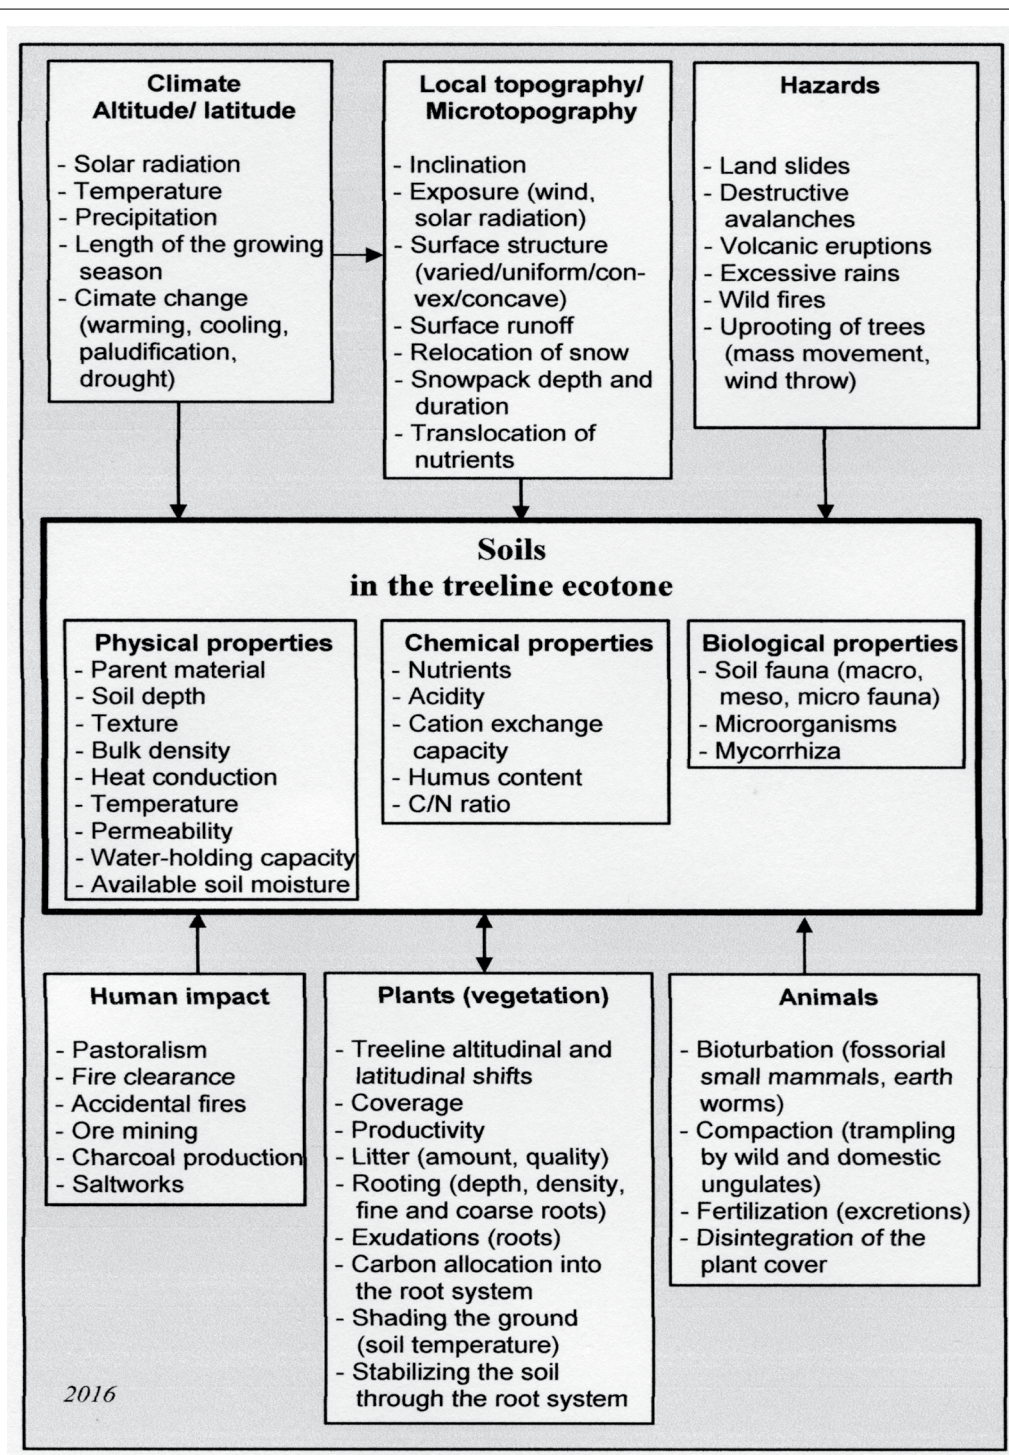 Climate
Altitude/ latitude
- Solar radiation
- Temperature
- Precipitation
- Length of the growing
season
- Cimate change
(warming, cooling,
paludification,
drought)
Local topography/
Microtopography
- Inclination
- Exposure (wind,
solar radiation)
- Surface structure
(varied/uniform/con-
vex/concave)
- Surface runoff
- Relocation of snow
- Snowpack depth and
duration
- Translocation of
nutrients
Hazards
- Land slides
- Destructive
avalanches
- Volcanic eruptions
- Excessive rains
- Wild fires
- Uprooting of trees
(mass movement,
wind throw)
Soils
in the treeline ecotone
Physical properties
- Parent material
- Soil depth
- Texture
- Bulk density
- Heat conduction
- Temperature
- Permeability
- Water-holding capacity
- Available soil moisture
Chemical properties
- Nutrients
- Acidity
- Cation exchange
capacity
- Humus content
- C/N ratio
Biological properties
- Soil fauna (macro,
meso, micro fauna)
- Microorganisms
- Mycorrhiza
Human impact
- Pastoralism
- Fire clearance
- Accidental fires
- Ore mining
- Charcoal production
- Saltworks
Plants (vegetation)
- Treeline altitudinal and
latitudinal shifts
- Coverage
- Productivity
- Litter (amount, quality)
- Rooting (depth, density,
fine and coarse roots)
- Exudations (roots)
- Carbon allocation into
the root system
- Shading the ground
(soil temperature)
- Stabilizing the soil
through the root system
Animals
- Bioturbation (fossorial
small mammals, earth
worms)
- Compaction (trampling
by wild and domestic
ungulates)
- Fertilization (excretions)
- Disintegration of the
plant cover
2016